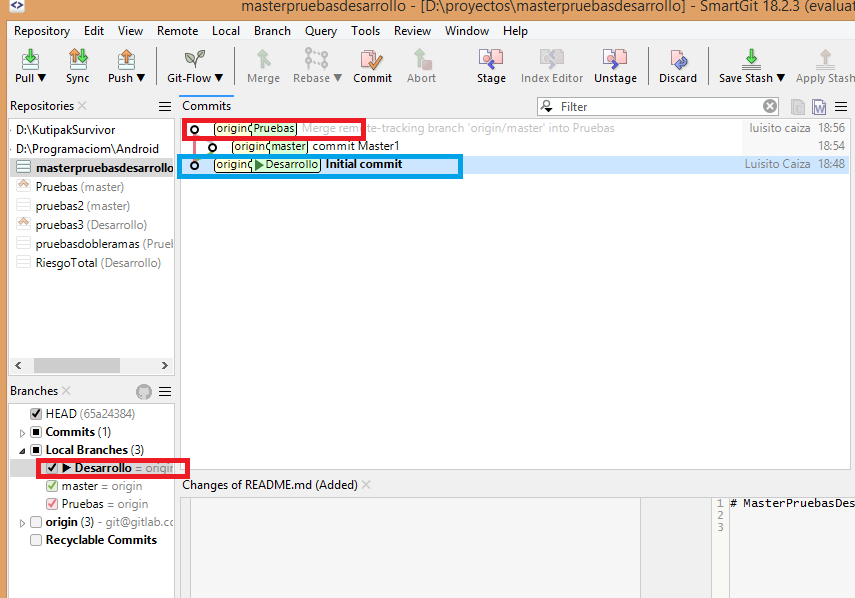 masterpruebasdesarrollo - [D:\proyectos\masterpruebasdesarrollo] - SmartGit 18.2.3 (evaluat
Repository Edit View Remote Local Branch Query Tools Review Window Help
Pull ▼ Sync Push ▼ Git-Flow ▼ Merge Rebase ▼ Commit Abort Stage Index Editor Unstage Discard Save Stash ▼ Apply Stash
Repositories
D:\KutipakSurvivor
D:\Programaciom\Android
masterpruebasdesarrollo
Pruebas (master)
pruebas2 (master)
pruebas3 (Desarrollo)
pruebasdobleramas (Pruel
RiesgoTotal (Desarrollo)
Commits
Filter
origin Pruebas Merge remote-tracking branch 'origin/master' into Pruebas luisito caiza 18:56
origin master commit Master1 18:54
origin Desarrollo Initial commit Luisito Caiza 18:48
Branches
HEAD (65a24384)
Commits (1)
Local Branches (3)
Desarrollo = origin
master = origin
Pruebas = origin
origin (3) - git@gitlab.cc
Recyclable Commits
Changes of README.md (Added)
1 # MasterPruebasDes
2
3